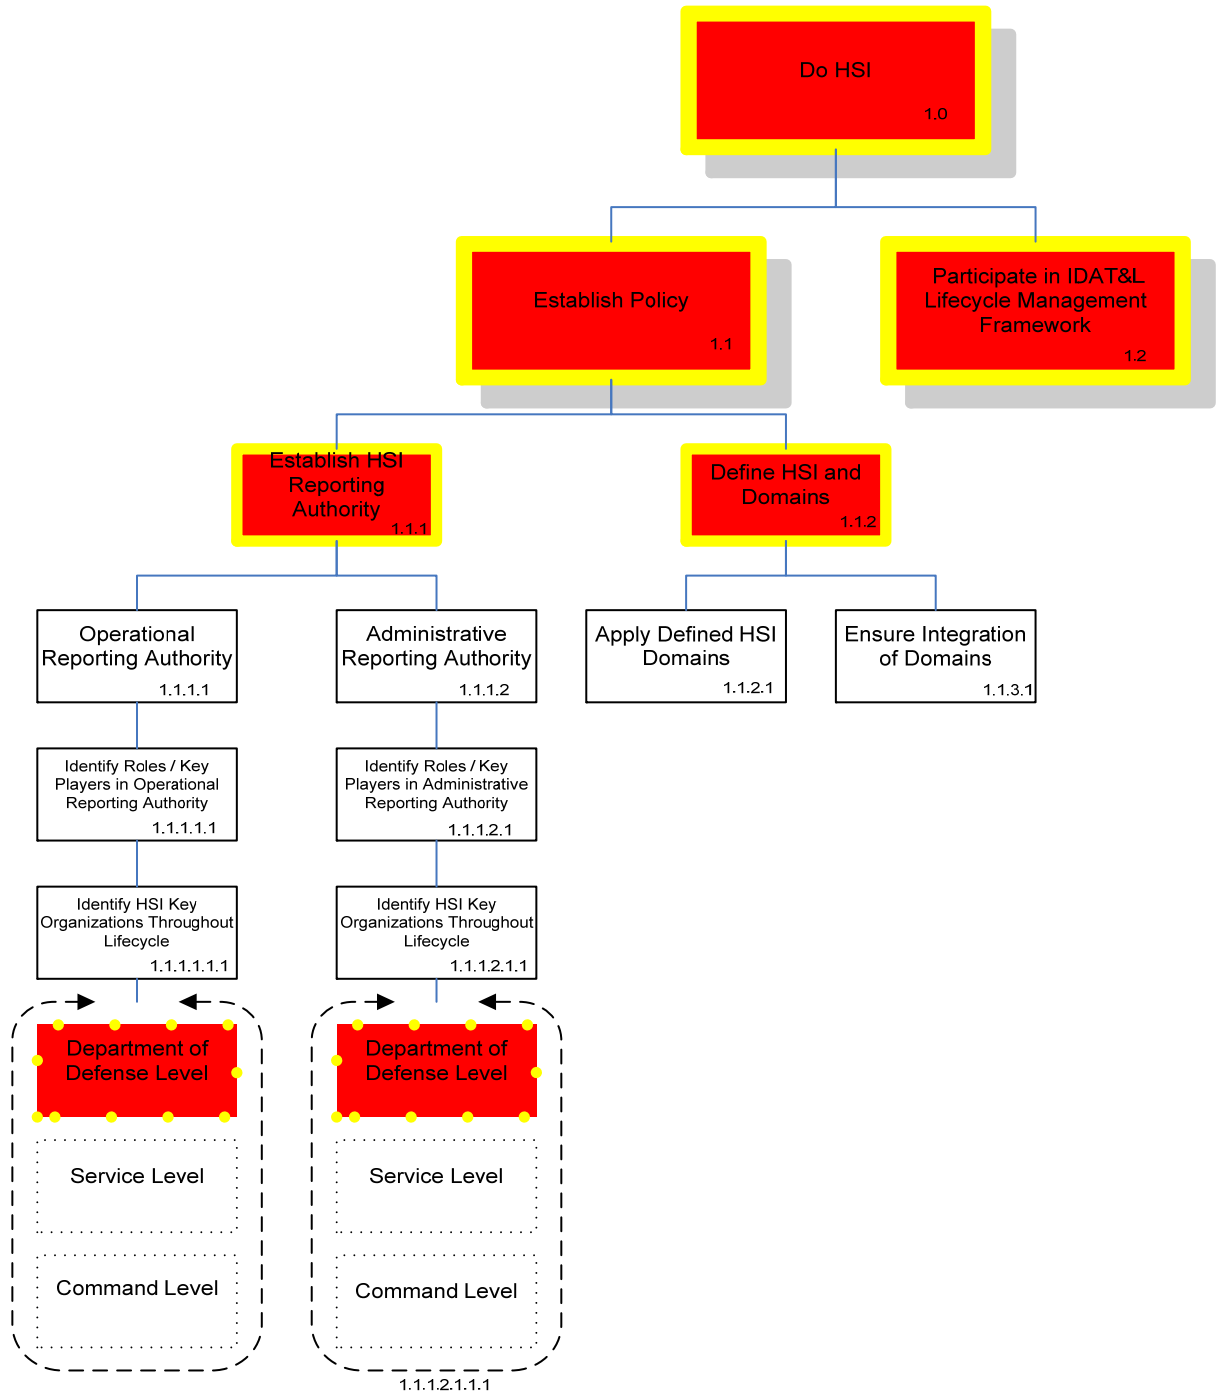 Do HSI
1.0
Establish Policy
1.1
Participate in IDAT&L
Lifecycle Management
Framework
1.2
Establish HSI
Reporting
Authority
1.1.1
Define HSI and
Domains
1.1.2
Operational
Reporting Authority
1.1.1.1
Administrative
Reporting Authority
1.1.1.2
Apply Defined HSI
Domains
1.1.2.1
Ensure Integration
of Domains
1.1.3.1
Identify Roles / Key
Players in Operational
Reporting Authority
1.1.1.1.1
Identify Roles / Key
Players in Administrative
Reporting Authority
1.1.1.2.1
Identify HSI Key
Organizations Throughout
Lifecycle
1.1.1.1.1.1
Identify HSI Key
Organizations Throughout
Lifecycle
1.1.1.2.1.1
Department of
Defense Level
Service Level
Command Level
Department of
Defense Level
Service Level
Command Level
1.1.1.2.1.1.1